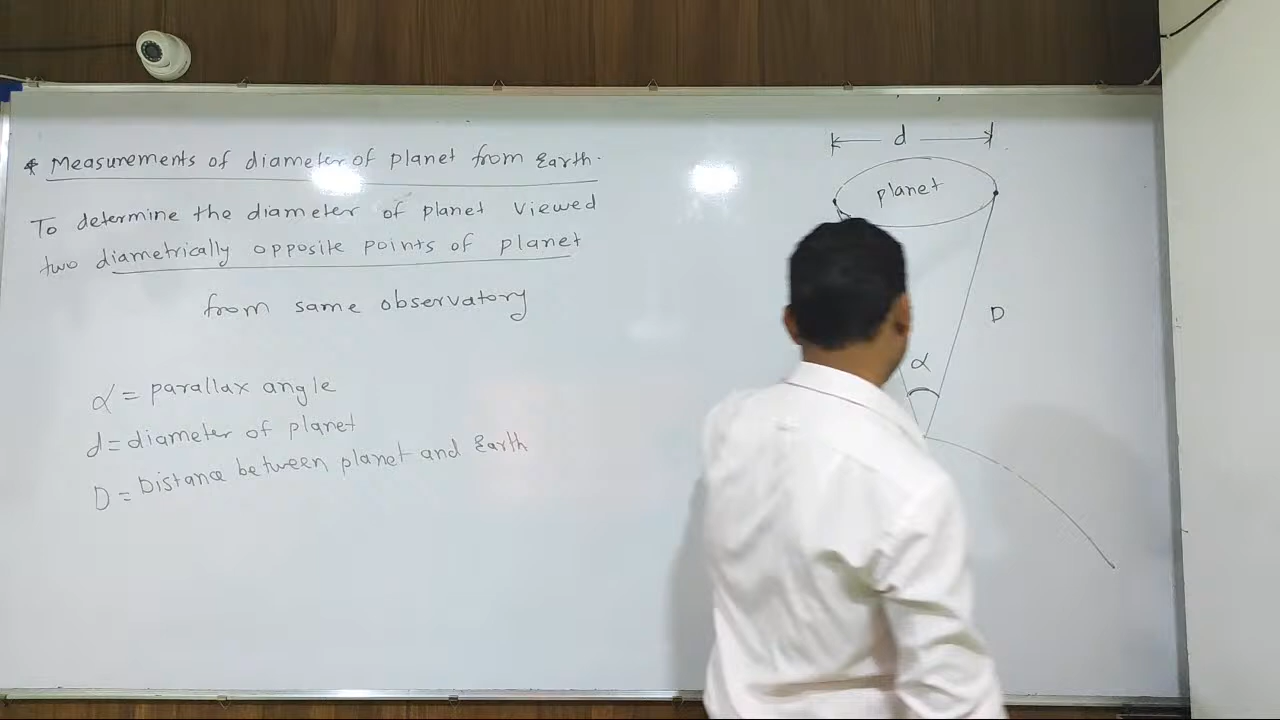 * Measurements of diameter of planet from Earth.
To determine the diameter of planet viewed
two diametrically opposite points of planet
from same observatory
α = parallax angle
d = diameter of planet
D = Distance between planet and Earth
d
planet
D
α